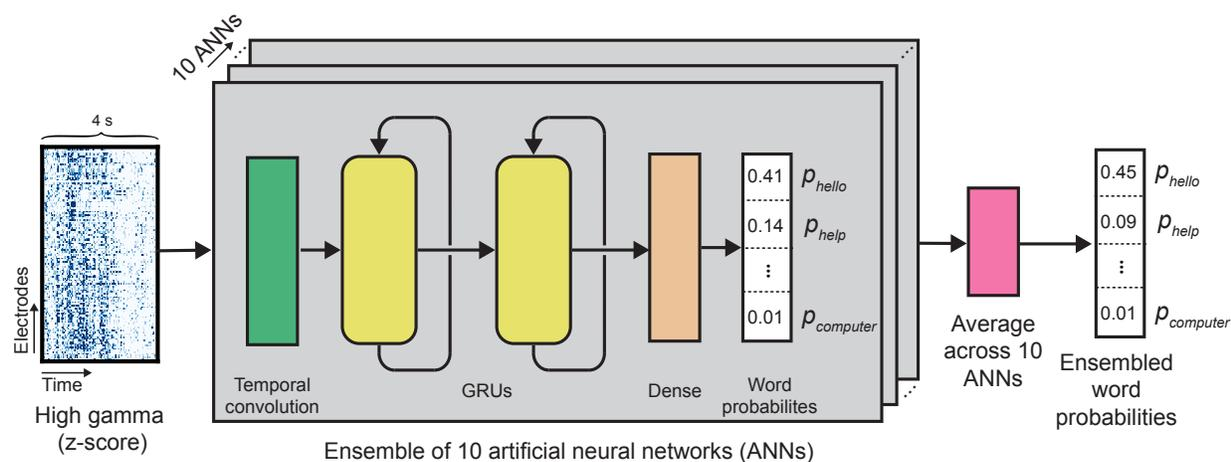 10 ANNs
4 s
Electrodes
Time
High gamma
(z-score)
Temporal
convolution
GRUs
Dense
0.41
0.14
...
0.01
p_hello
p_help
p_computer
Word
probabilites
Ensemble of 10 artificial neural networks (ANNs)
Average
across 10
ANNs
0.45
0.09
...
0.01
p_hello
p_help
p_computer
Ensembled
word
probabilities